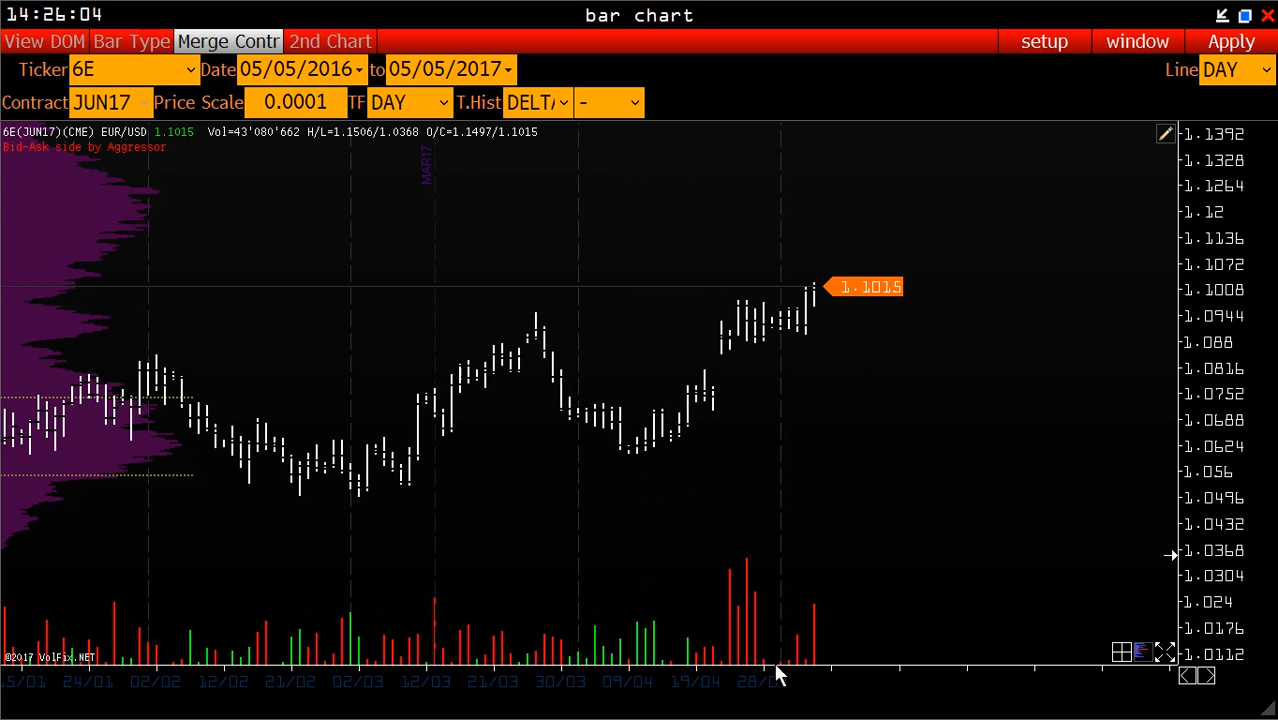 14:26:04 bar chart
View DOM Bar Type Merge Contr 2nd Chart setup window Apply
Ticker 6E Date 05/05/2016 to 05/05/2017 Line DAY
Contract JUN17 Price Scale 0.0001 TF DAY T.Hist DELTA -
6E(JUN17)(CME) EUR/USD 1.1015 Vol=43'080'662 H/L=1.1506/1.0368 O/C=1.1497/1.1015
Bid-Ask side by Aggressor
MAR17
1.1392
1.1328
1.1264
1.12
1.1136
1.1072
1.1015
1.1008
1.0944
1.088
1.0816
1.0752
1.0688
1.0624
1.056
1.0496
1.0432
1.0368
1.0304
1.024
1.0176
1.0112
©2017 VolFix.NET
15/01 24/01 02/02 12/02 21/02 02/03 12/03 21/03 30/03 09/04 19/04